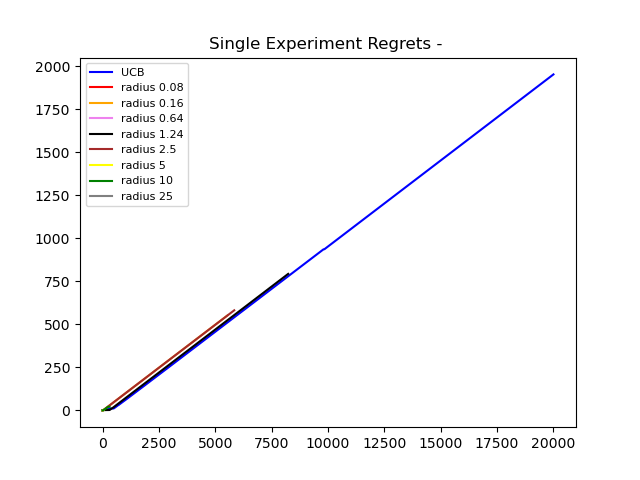 Single Experiment Regrets -
2000
1750
1500
1250
1000
750
500
250
0
UCB
radius 0.08
radius 0.16
radius 0.64
radius 1.24
radius 2.5
radius 5
radius 10
radius 25
0 2500 5000 7500 10000 12500 15000 17500 20000